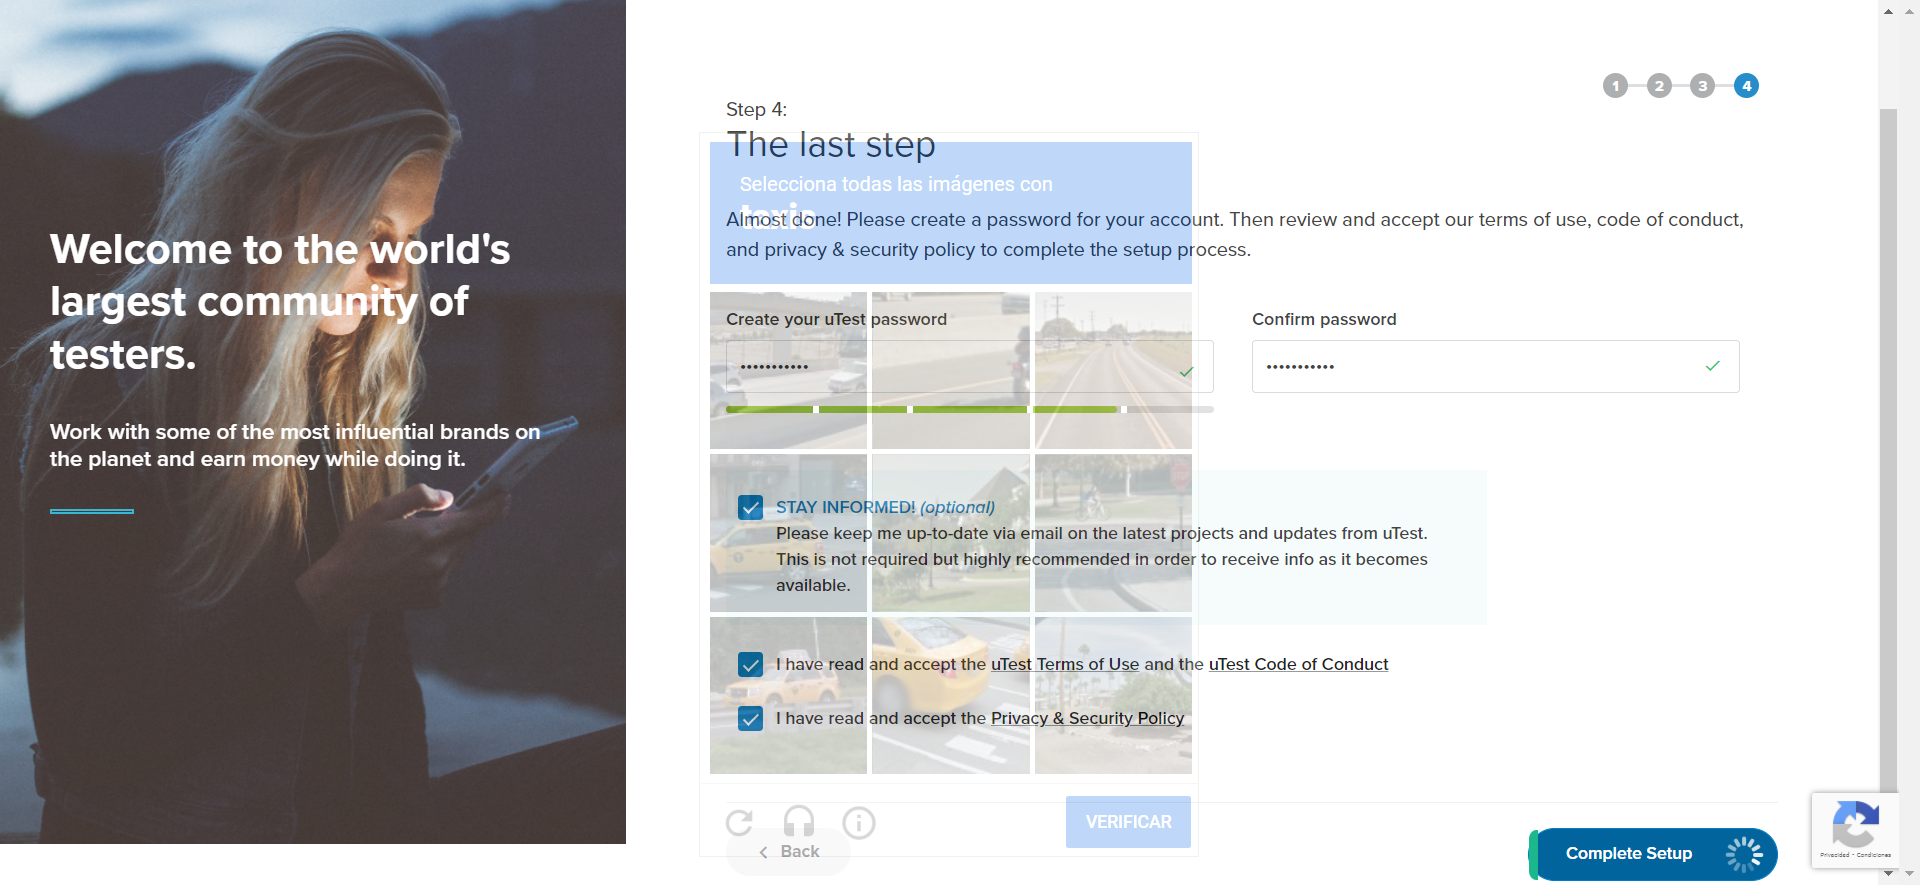 Welcome to the world's
largest community of
testers.
Work with some of the most influential brands on
the planet and earn money while doing it.
1 2 3 4
Step 4:
The last step
Selecciona todas las imágenes con
taxis
Almost done! Please create a password for your account. Then review and accept our terms of use, code of conduct,
and privacy & security policy to complete the setup process.
Create your uTest password
Confirm password
STAY INFORMED! (optional)
Please keep me up-to-date via email on the latest projects and updates from uTest.
This is not required but highly recommended in order to receive info as it becomes
available.
I have read and accept the uTest Terms of Use and the uTest Code of Conduct
I have read and accept the Privacy & Security Policy
VERIFICAR
Back
Complete Setup
Privacidad - Condiciones